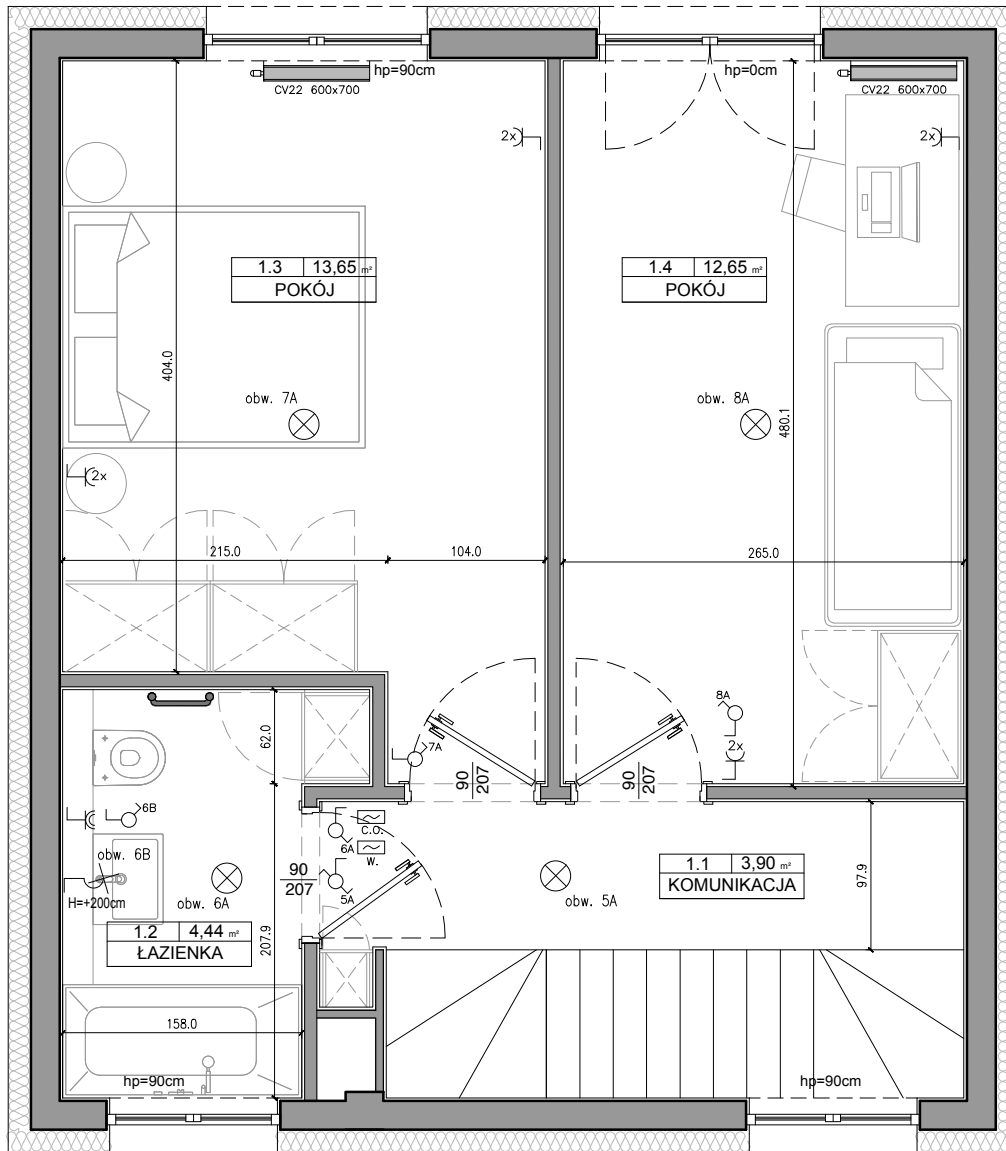 hp=90cm
CV22 600x700
hp=0cm
CV22 600x700
2x
2x
1.3 13,65 m²
POKÓJ
1.4 12,65 m²
POKÓJ
404.0
obw. 7A
obw. 8A
480.1
2x
215.0
104.0
265.0
8A
2x
7A
62.0
90
207
90
207
6B
C.O.
6A
W.
obw. 6B
1.1 3,90 m²
KOMUNIKACJA
97.9
90
207
5A
H=+200cm
obw. 6A
obw. 5A
1.2 4,44 m²
ŁAZIENKA
207.9
158.0
hp=90cm
hp=90cm